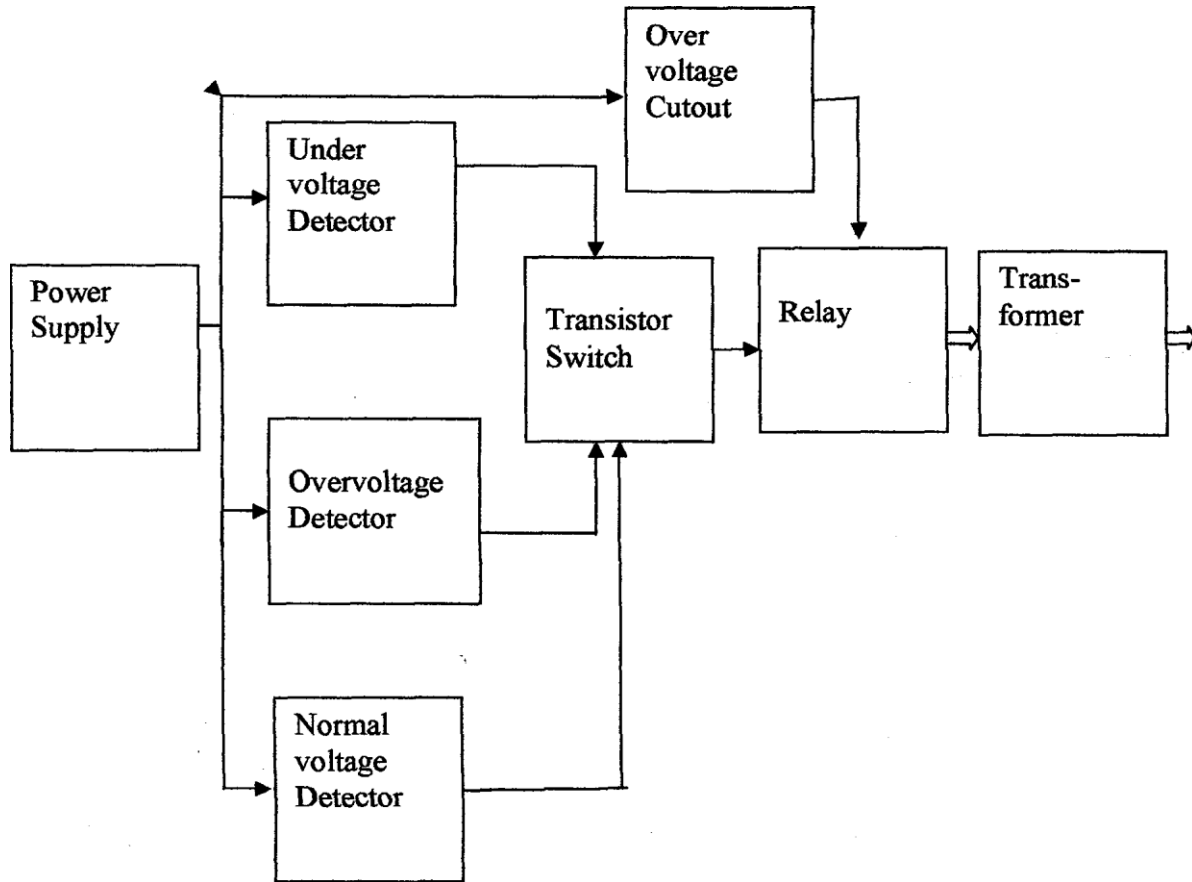 Over
voltage
Cutout
Under
voltage
Detector
Power
Supply
Transistor
Switch
Relay
Trans-
former
Overvoltage
Detector
Normal
voltage
Detector